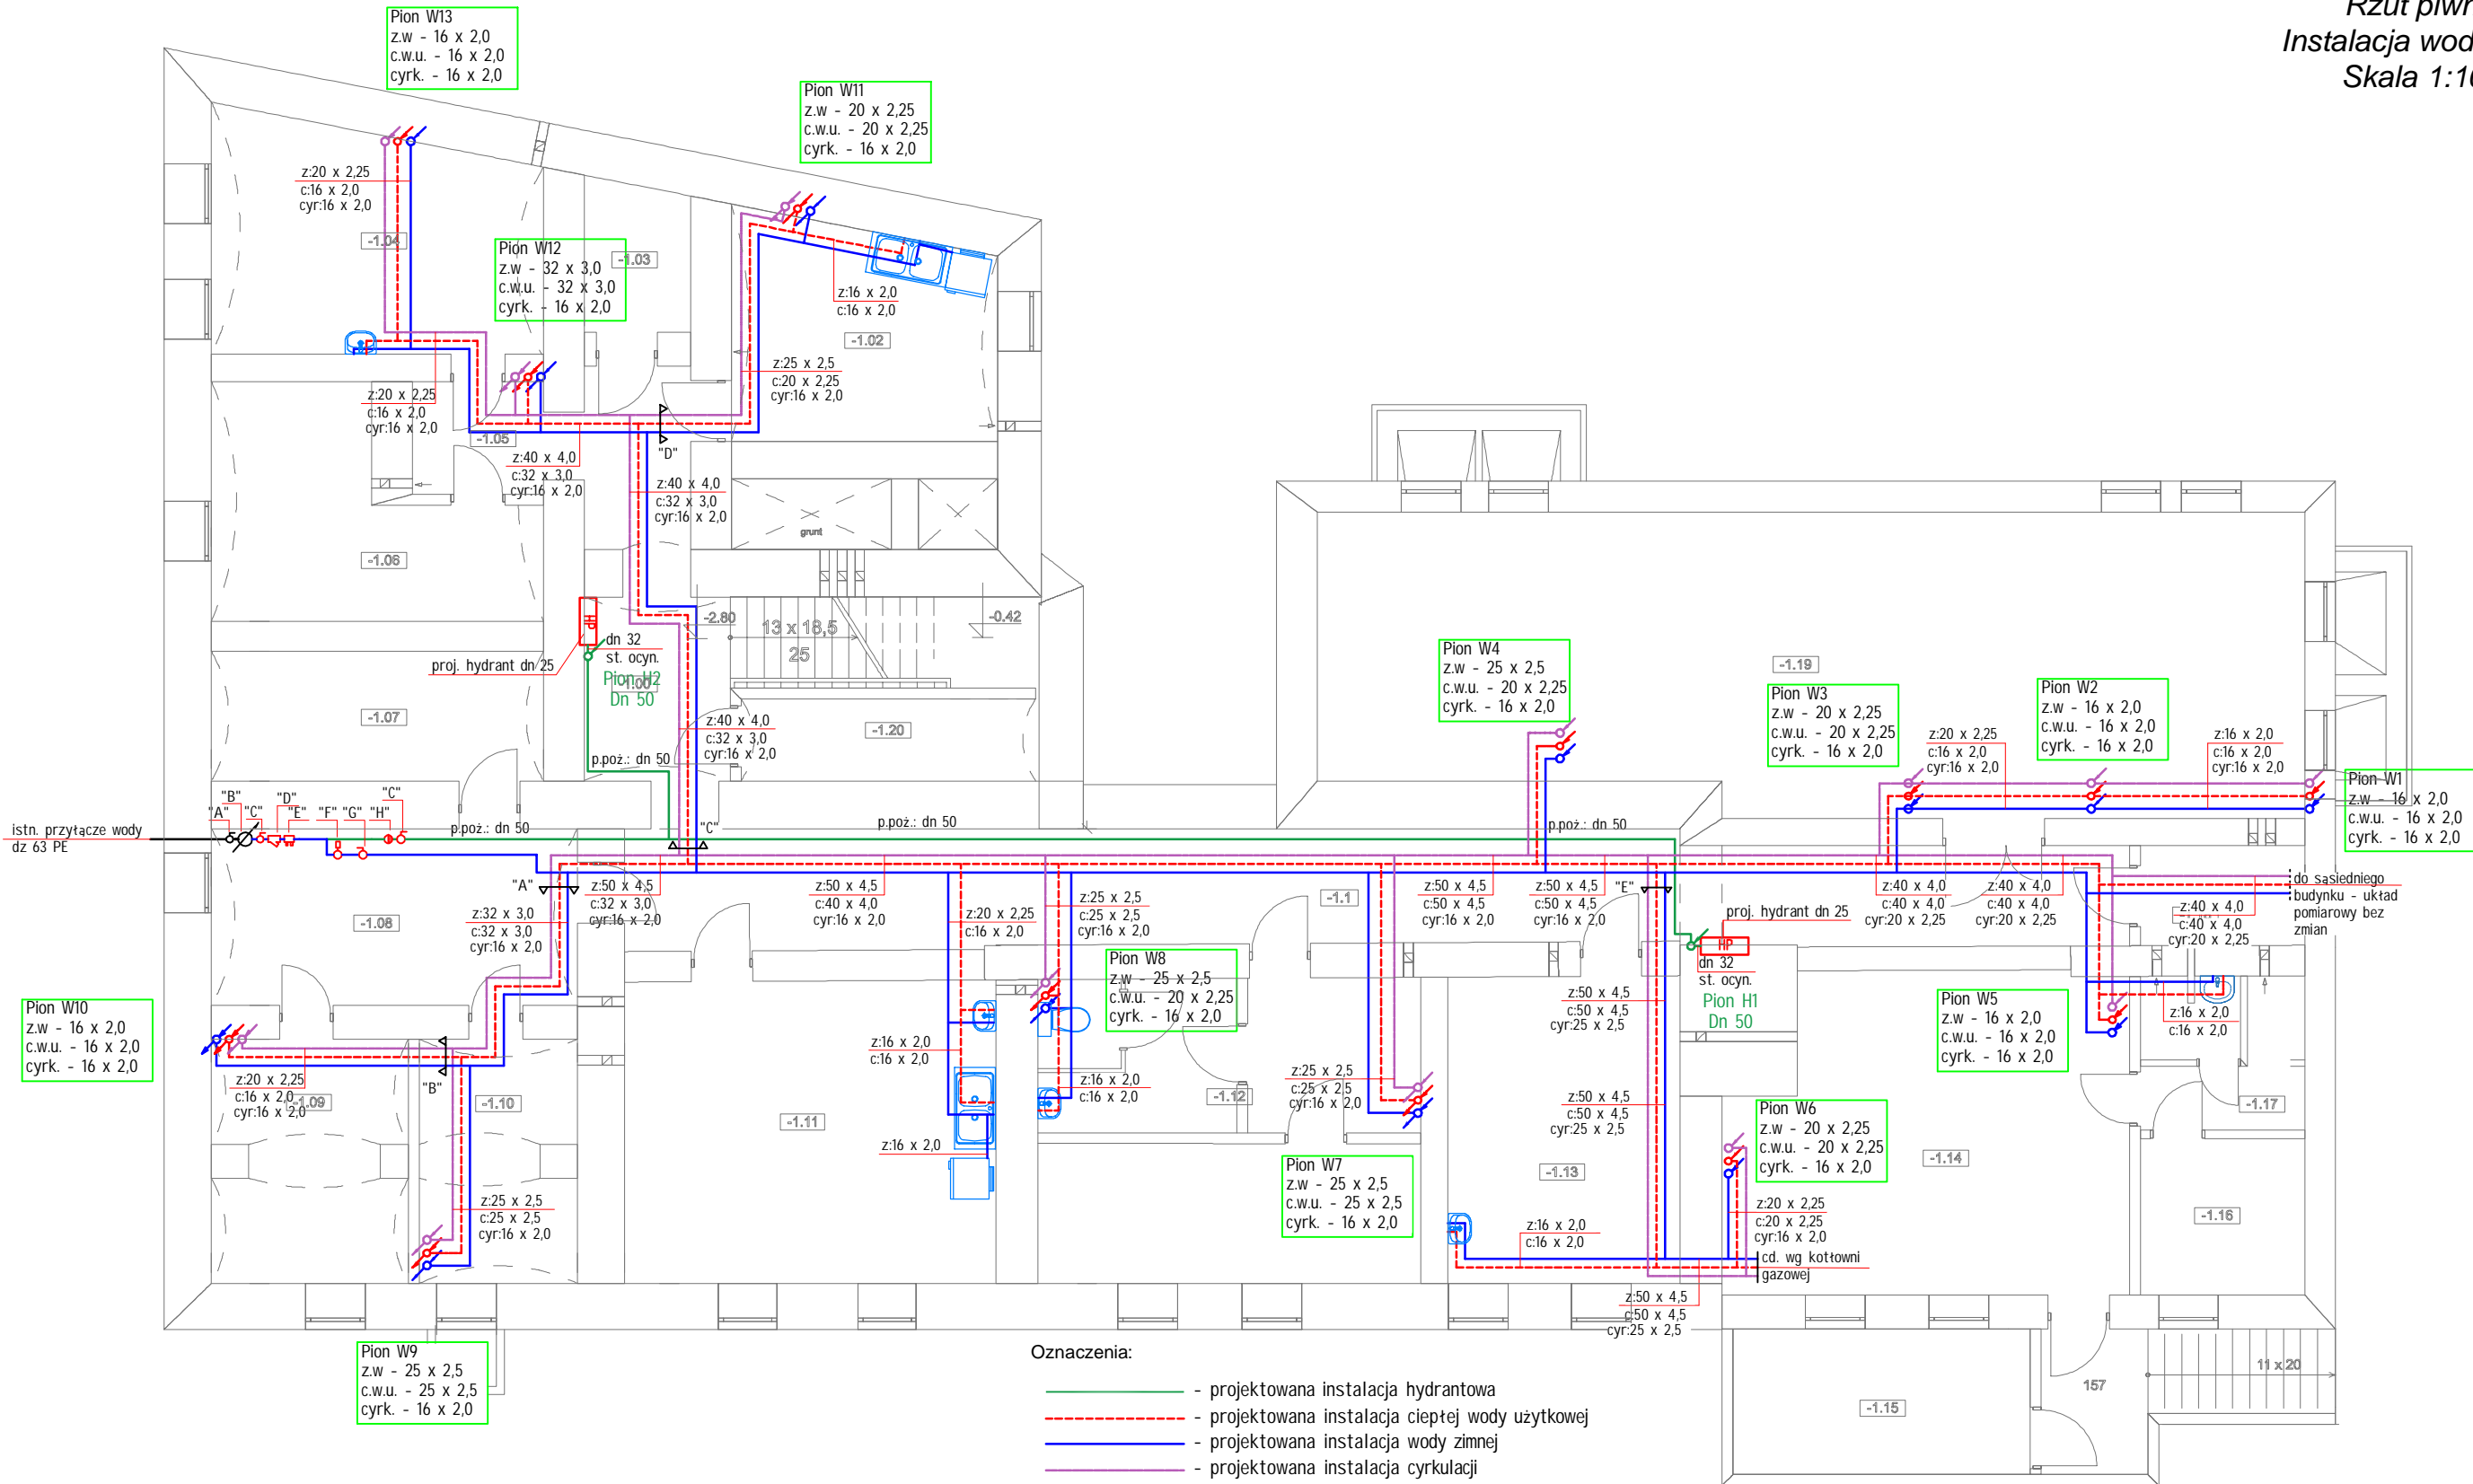 Rzut piwn
Instalacja wod
Skala 1:10
Pion W13
z.w - 16 x 2,0
c.w.u. - 16 x 2,0
cyrk. - 16 x 2,0
Pion W11
z.w - 20 x 2,25
c.w.u. - 20 x 2,25
cyrk. - 16 x 2,0
z:20 x 2,25
c:16 x 2,0
cyr:16 x 2,0
-1.04
Pion W12
z.w - 32 x 3,0
c.w.u. - 32 x 3,0
cyrk. - 16 x 2,0
-1.03
z:16 x 2,0
c:16 x 2,0
-1.02
z:25 x 2,5
c:20 x 2,25
cyr:16 x 2,0
z:20 x 2,25
c:16 x 2,0
cyr:16 x 2,0
-1.05
"D"
z:40 x 4,0
c:32 x 3,0
cyr:16 x 2,0
z:40 x 4,0
c:32 x 3,0
cyr:16 x 2,0
grunt
-1.06
HP
dn 32
st. ocyn.
proj. hydrant dn 25
Pion H2
Dn 50
-1.00
-2.80
13 x 18,5
25
-0.42
-1.07
z:40 x 4,0
c:32 x 3,0
cyr:16 x 2,0
-1.20
p.poż.: dn 50
Pion W4
z.w - 25 x 2,5
c.w.u. - 20 x 2,25
cyrk. - 16 x 2,0
-1.19
Pion W3
z.w - 20 x 2,25
c.w.u. - 20 x 2,25
cyrk. - 16 x 2,0
Pion W2
z.w - 16 x 2,0
c.w.u. - 16 x 2,0
cyrk. - 16 x 2,0
z:20 x 2,25
c:16 x 2,0
cyr:16 x 2,0
z:16 x 2,0
c:16 x 2,0
cyr:16 x 2,0
Pion W1
z.w - 16 x 2,0
c.w.u. - 16 x 2,0
cyrk. - 16 x 2,0
istn. przyłącze wody
dz 63 PE
"A"
"B"
"C"
"D"
"E"
"F"
"G"
"H"
"C"
p.poż.: dn 50
"C"
p.poż.: dn 50
p.poż.: dn 50
"A"
z:50 x 4,5
c:32 x 3,0
cyr:16 x 2,0
z:50 x 4,5
c:40 x 4,0
cyr:16 x 2,0
z:20 x 2,25
c:16 x 2,0
z:25 x 2,5
c:25 x 2,5
cyr:16 x 2,0
-1.1
z:50 x 4,5
c:50 x 4,5
cyr:16 x 2,0
z:50 x 4,5
c:50 x 4,5
cyr:16 x 2,0
"E"
z:40 x 4,0
c:40 x 4,0
cyr:20 x 2,25
z:40 x 4,0
c:40 x 4,0
cyr:20 x 2,25
do sąsiedniego
budynku - układ
pomiarowy bez
zmian
z:40 x 4,0
c:40 x 4,0
cyr:20 x 2,25
-1.08
z:32 x 3,0
c:32 x 3,0
cyr:16 x 2,0
proj. hydrant dn 25
HP
dn 32
st. ocyn.
Pion H1
Dn 50
Pion W8
z.w - 25 x 2,5
c.w.u. - 20 x 2,25
cyrk. - 16 x 2,0
z:50 x 4,5
c:50 x 4,5
cyr:25 x 2,5
Pion W5
z.w - 16 x 2,0
c.w.u. - 16 x 2,0
cyrk. - 16 x 2,0
z:16 x 2,0
c:16 x 2,0
Pion W10
z.w - 16 x 2,0
c.w.u. - 16 x 2,0
cyrk. - 16 x 2,0
z:20 x 2,25
c:16 x 2,0
cyr:16 x 2,0
-1.09
"B"
-1.10
z:16 x 2,0
c:16 x 2,0
-1.11
z:16 x 2,0
c:16 x 2,0
z:16 x 2,0
-1.12
z:25 x 2,5
c:25 x 2,5
cyr:16 x 2,0
z:50 x 4,5
c:50 x 4,5
cyr:25 x 2,5
Pion W6
z.w - 20 x 2,25
c.w.u. - 20 x 2,25
cyrk. - 16 x 2,0
-1.17
-1.14
-1.13
Pion W7
z.w - 25 x 2,5
c.w.u. - 25 x 2,5
cyrk. - 16 x 2,0
z:25 x 2,5
c:25 x 2,5
cyr:16 x 2,0
z:16 x 2,0
c:16 x 2,0
z:20 x 2,25
c:20 x 2,25
cyr:16 x 2,0
-1.16
cd. wg kotłowni
gazowej
z:50 x 4,5
c:50 x 4,5
cyr:25 x 2,5
Pion W9
z.w - 25 x 2,5
c.w.u. - 25 x 2,5
cyrk. - 16 x 2,0
11 x 20
157
-1.15
Oznaczenia:
- projektowana instalacja hydrantowa
- projektowana instalacja ciepłej wody użytkowej
- projektowana instalacja wody zimnej
- projektowana instalacja cyrkulacji